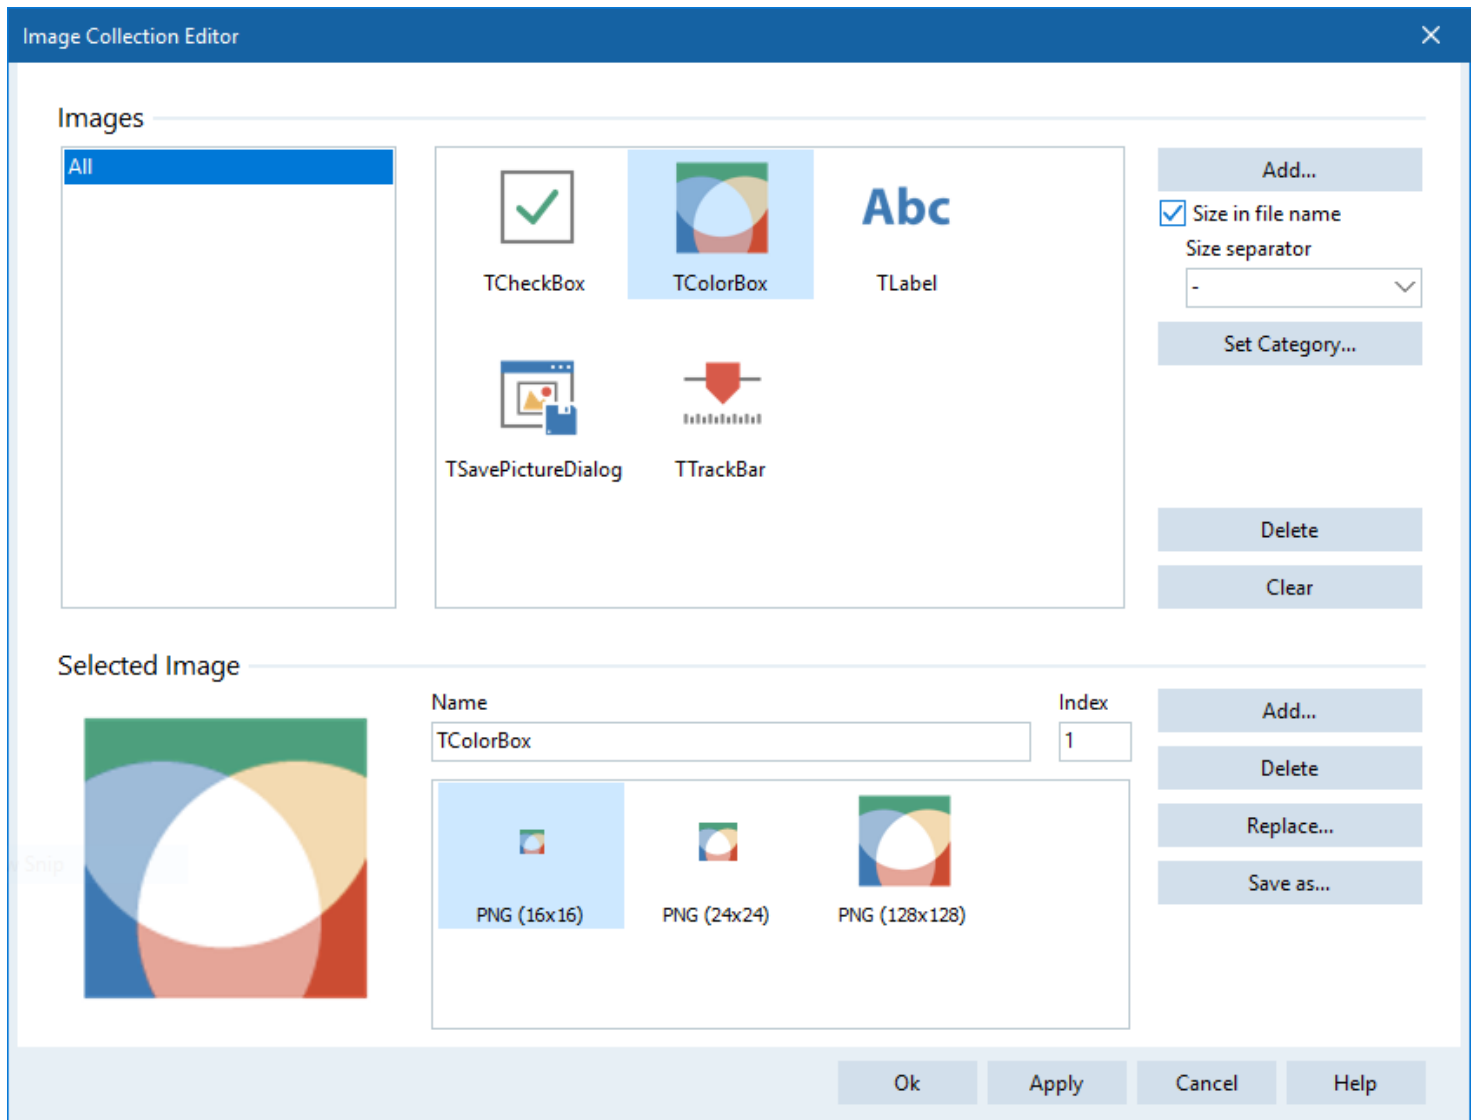 Image Collection Editor
Images
All
TCheckBox
TColorBox
Abc
TLabel
TSavePictureDialog
TTrackBar
Add...
Size in file name
Size separator
-
Set Category...
Delete
Clear
Selected Image
Name
Index
TColorBox
1
PNG (16x16)
PNG (24x24)
PNG (128x128)
Add...
Delete
Replace...
Save as...
Snip
Ok
Apply
Cancel
Help